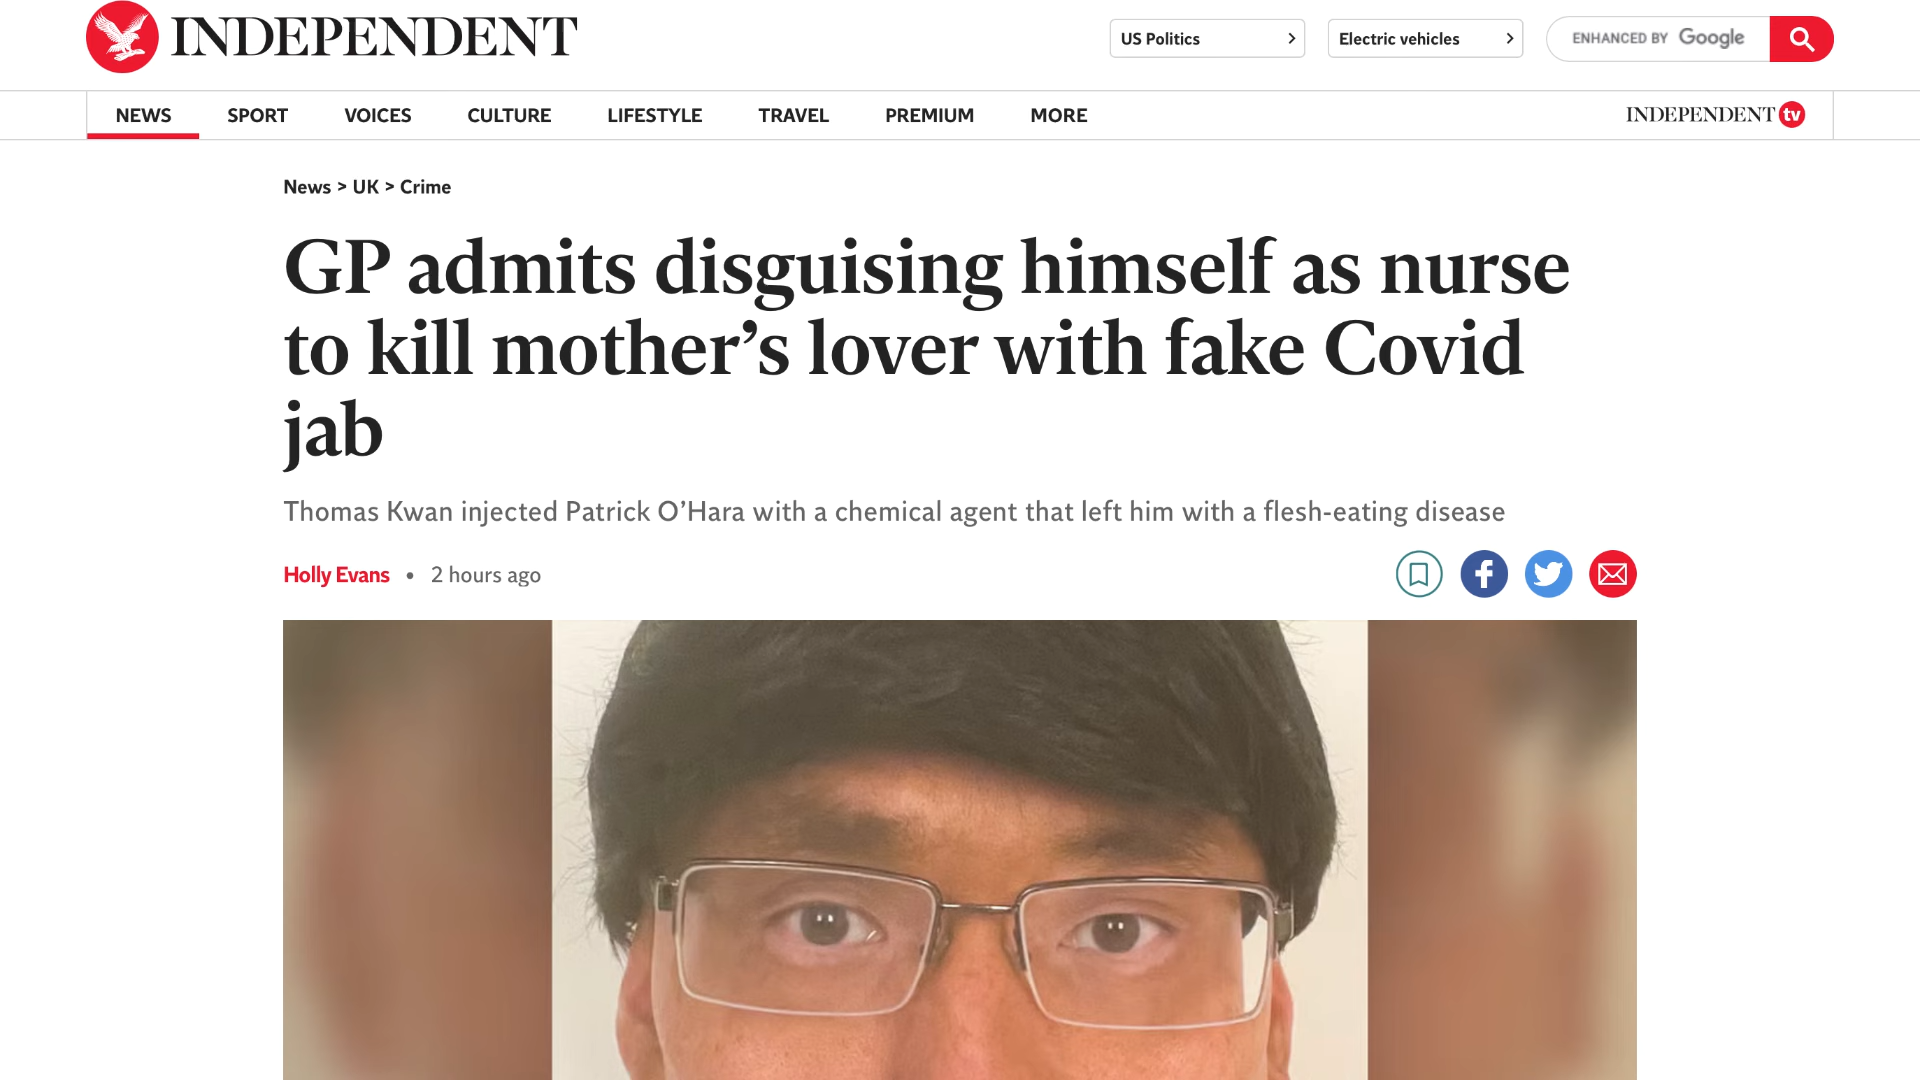 INDEPENDENT
US Politics
Electric vehicles
ENHANCED BY Google
NEWS
SPORT
VOICES
CULTURE
LIFESTYLE
TRAVEL
PREMIUM
MORE
INDEPENDENT tv
News > UK > Crime
GP admits disguising himself as nurse
to kill mother’s lover with fake Covid
jab
Thomas Kwan injected Patrick O’Hara with a chemical agent that left him with a flesh-eating disease
Holly Evans • 2 hours ago